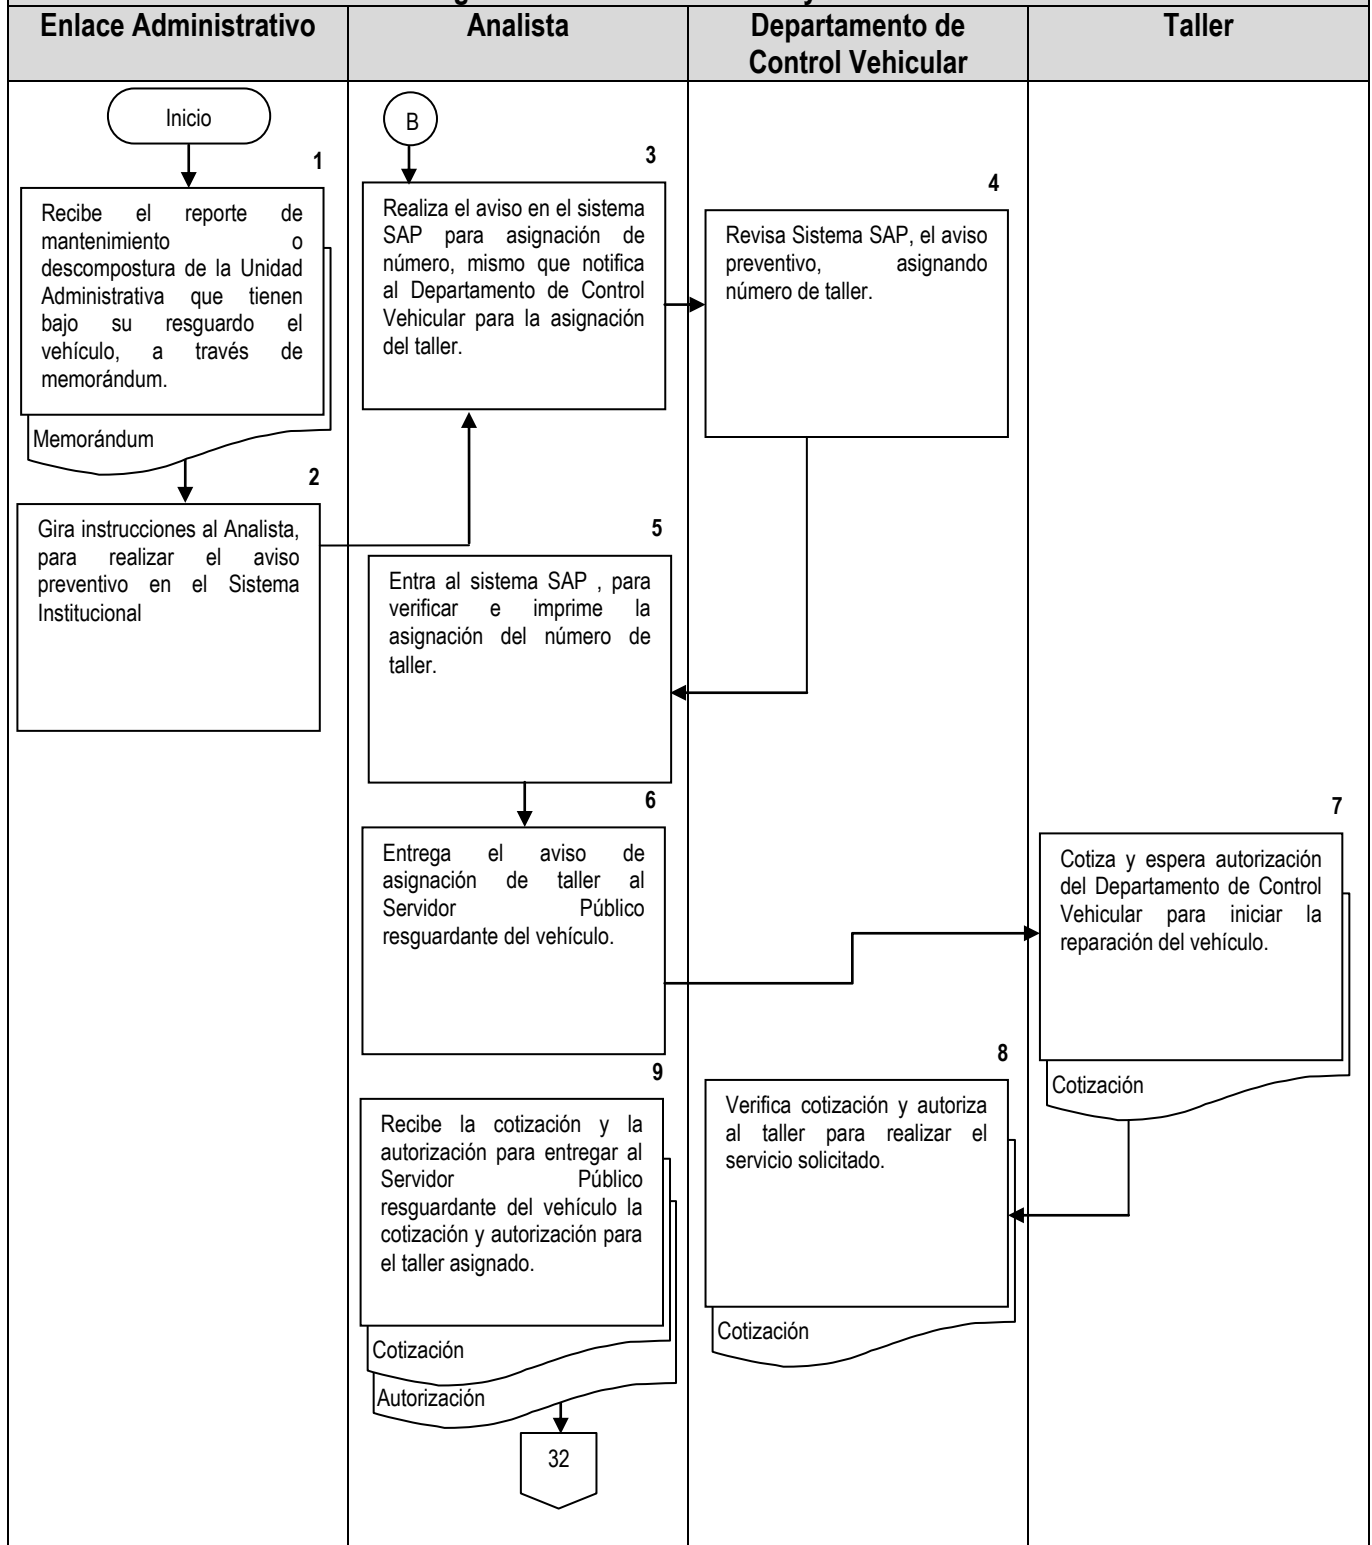 Enlace Administrativo
Analista
Departamento de
Control Vehicular
Taller
Inicio
1
Recibe el reporte de
mantenimiento o
descompostura de la Unidad
Administrativa que tienen
bajo su resguardo el
vehículo, a través de
memorándum.
Memorándum
2
Gira instrucciones al Analista,
para realizar el aviso
preventivo en el Sistema
Institucional
B
3
Realiza el aviso en el sistema
SAP para asignación de
número, mismo que notifica
al Departamento de Control
Vehicular para la asignación
del taller.
4
Revisa Sistema SAP, el aviso
preventivo, asignando
número de taller.
5
Entra al sistema SAP , para
verificar e imprime la
asignación del número de
taller.
6
Entrega el aviso de
asignación de taller al
Servidor Público
resguardante del vehículo.
7
Cotiza y espera autorización
del Departamento de Control
Vehicular para iniciar la
reparación del vehículo.
Cotización
8
Verifica cotización y autoriza
al taller para realizar el
servicio solicitado.
Cotización
9
Recibe la cotización y la
autorización para entregar al
Servidor Público
resguardante del vehículo la
cotización y autorización para
el taller asignado.
Cotización
Autorización
32